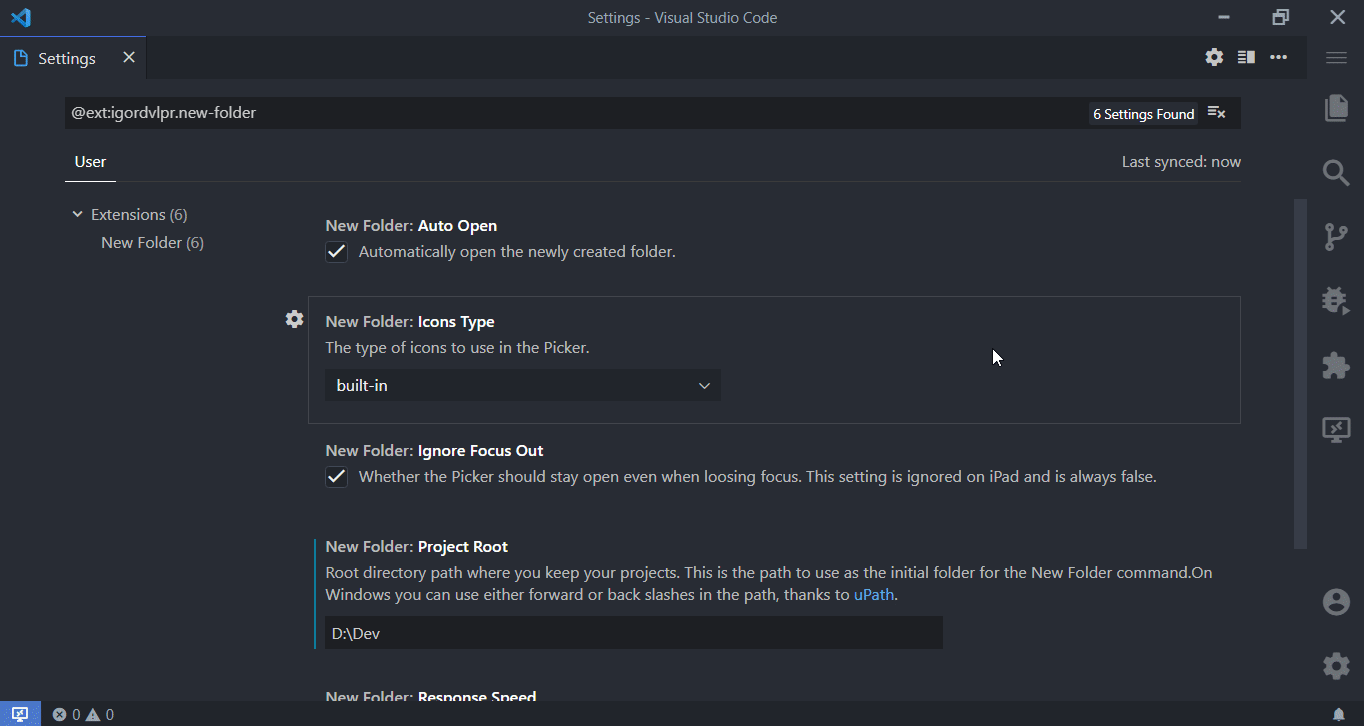 Settings - Visual Studio Code
Settings
@ext:igordvlpr.new-folder
6 Settings Found
User
Last synced: now
Extensions (6)
New Folder (6)
New Folder: Auto Open
Automatically open the newly created folder.
New Folder: Icons Type
The type of icons to use in the Picker.
built-in
New Folder: Ignore Focus Out
Whether the Picker should stay open even when loosing focus. This setting is ignored on iPad and is always false.
New Folder: Project Root
Root directory path where you keep your projects. This is the path to use as the initial folder for the New Folder command.On
Windows you can use either forward or back slashes in the path, thanks to uPath.
D:\Dev
New Folder: Response Speed
0 0